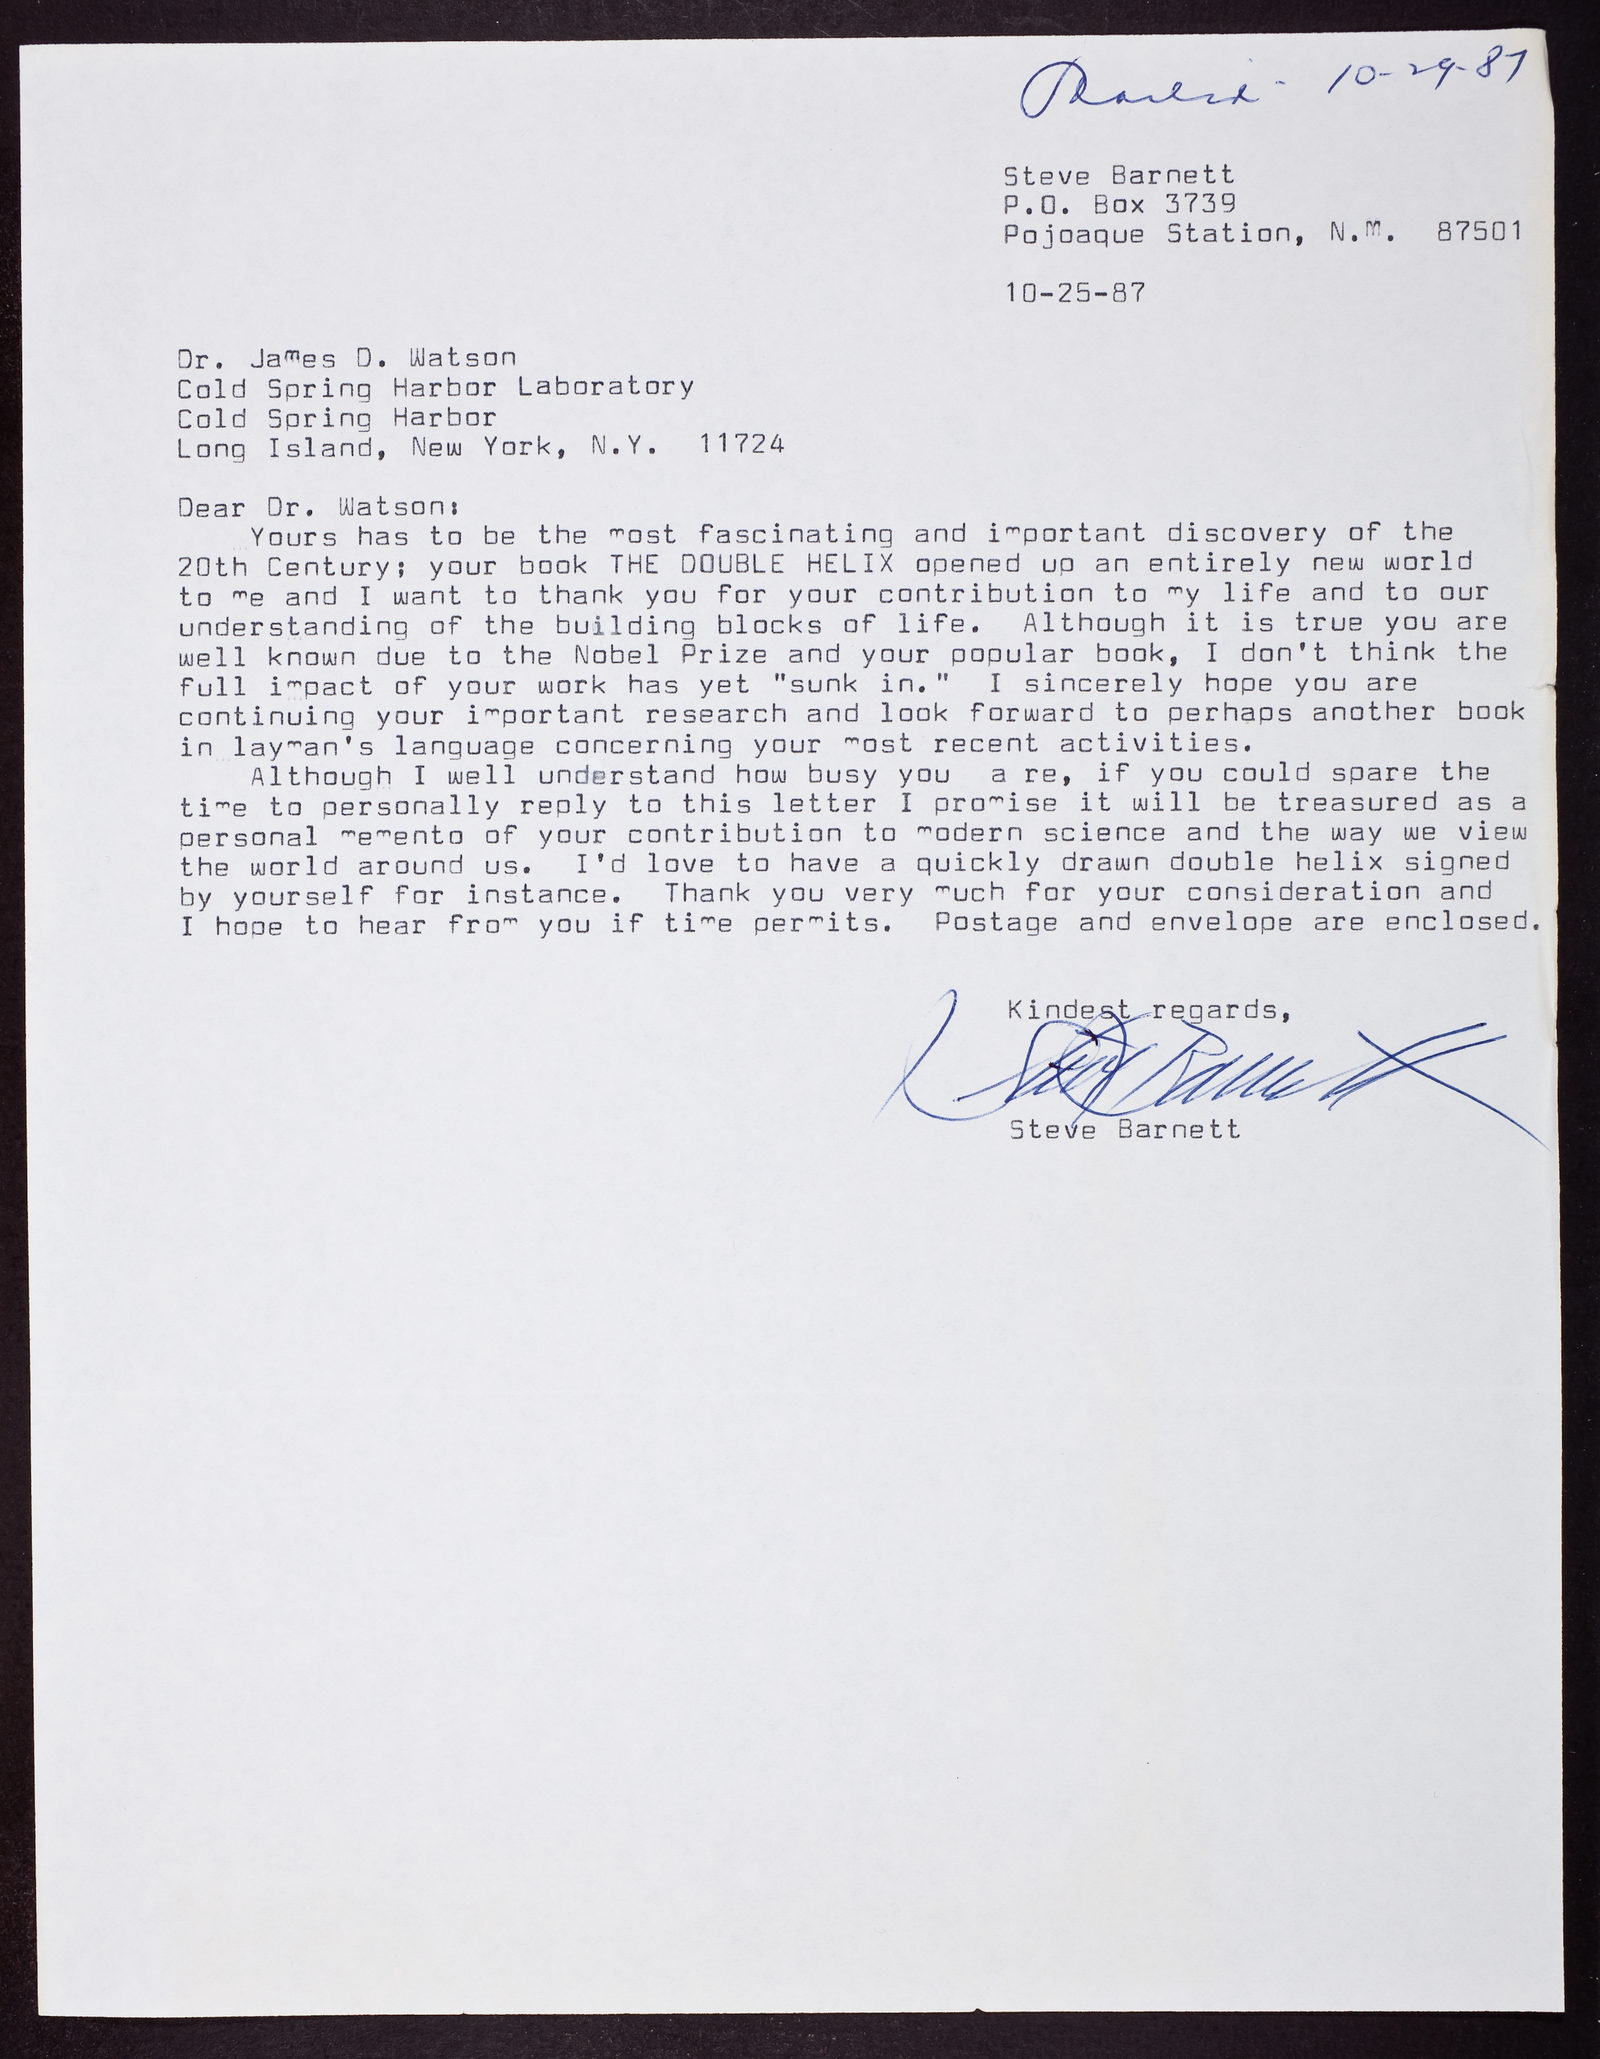 10-29-87
Steve Barnett
P.O. Box 3739
Pojoaque Station, N.M. 87501
10-25-87
Dr. James D. Watson
Cold Spring Harbor Laboratory
Cold Spring Harbor
Long Island, New York, N.Y. 11724
Dear Dr. Watson:
Yours has to be the most fascinating and important discovery of the
20th Century; your book THE DOUBLE HELIX opened up an entirely new world
to me and I want to thank you for your contribution to my life and to our
understanding of the building blocks of life. Although it is true you are
well known due to the Nobel Prize and your popular book, I don't think the
full impact of your work has yet "sunk in." I sincerely hope you are
continuing your important research and look forward to perhaps another book
in layman's language concerning your most recent activities.
Although I well understand how busy you a re, if you could spare the
time to personally reply to this letter I promise it will be treasured as a
personal memento of your contribution to modern science and the way we view
the world around us. I'd love to have a quickly drawn double helix signed
by yourself for instance. Thank you very much for your consideration and
I hope to hear from you if time permits. Postage and envelope are enclosed.
Kindest regards,
Steve Barnett
Steve Barnett